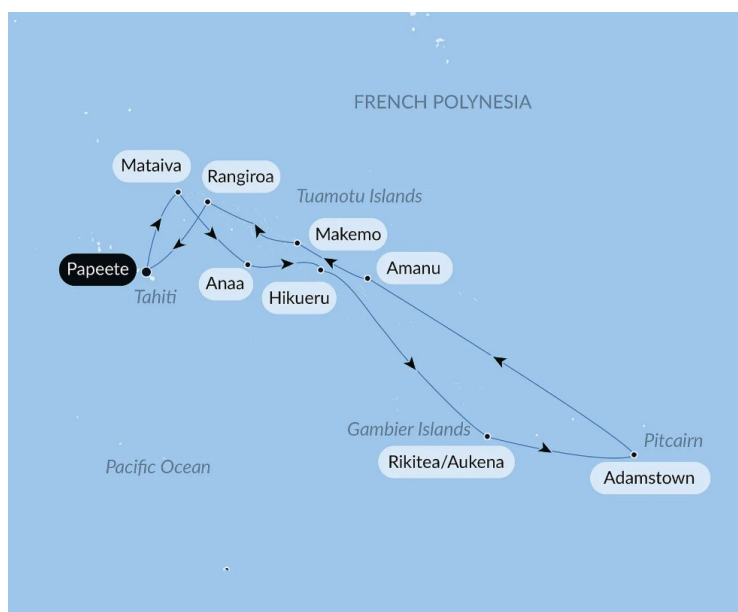 FRENCH POLYNESIA
Mataiva
Rangiroa
Tuamotu Islands
Makemo
Papeete
Amanu
Anaa
Tahiti
Hikueru
Gambier Islands
Pitcairn
Rikitea/Aukena
Pacific Ocean
Adamstown